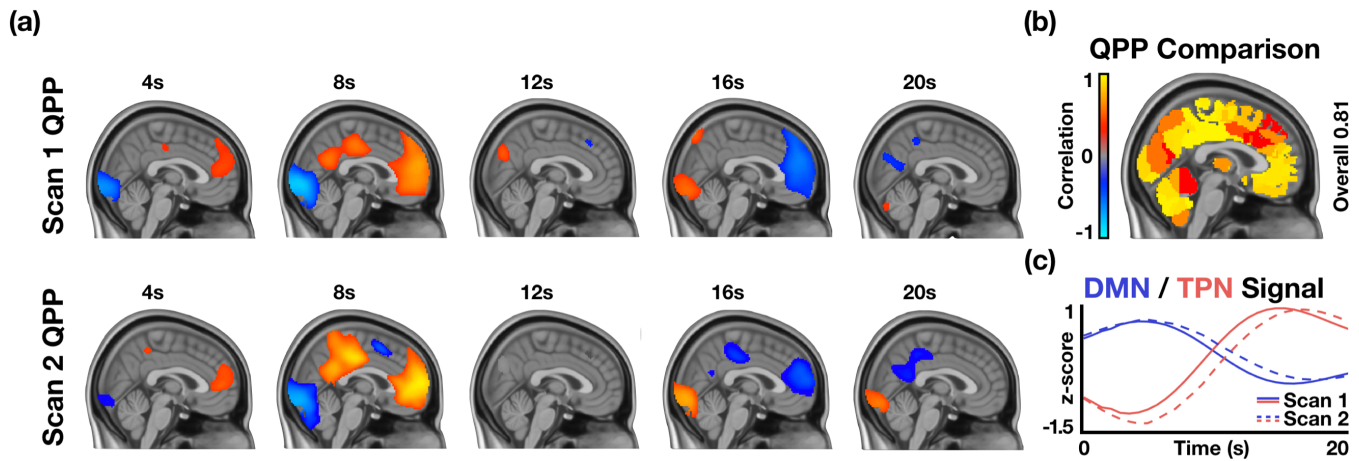 (a)
Scan 1 QPP
4s 8s 12s 16s 20s
Scan 2 QPP
4s 8s 12s 16s 20s
(b)
QPP Comparison
Correlation
1
0
-1
Overall 0.81
(c)
DMN / TPN Signal
z-score
1
-1.5
Scan 1
Scan 2
0 Time (s) 20